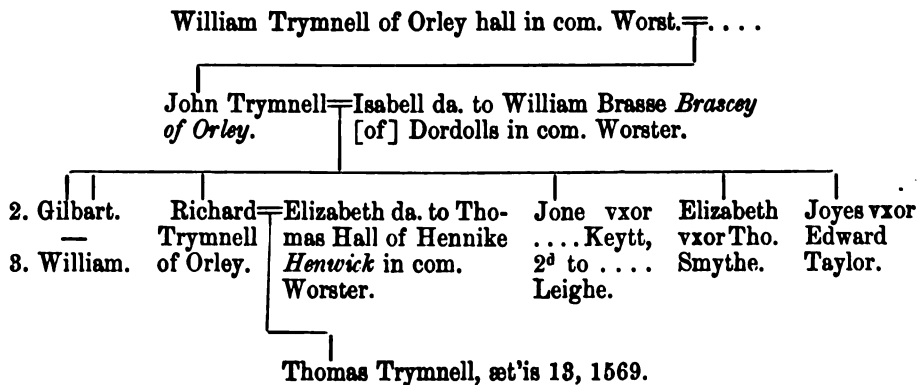 William Trymnell of Orley hall in com. Worst.=. . . .
John Trymnell=Isabell da. to William Brasse Brascey
of Orley. [of] Dordolls in com. Worster.
2. Gilbart.
—
3. William.
Richard=Elizabeth da. to Tho-
Trymnell mas Hall of Hennike
of Orley. Henwick in com.
Worster.
Jone vxor
. . . . Keytt,
2d to . . . .
Leighe.
Elizabeth
vxor Tho.
Smythe.
Joyes vxor
Edward
Taylor.
Thomas Trymnell, æt'is 13, 1569.